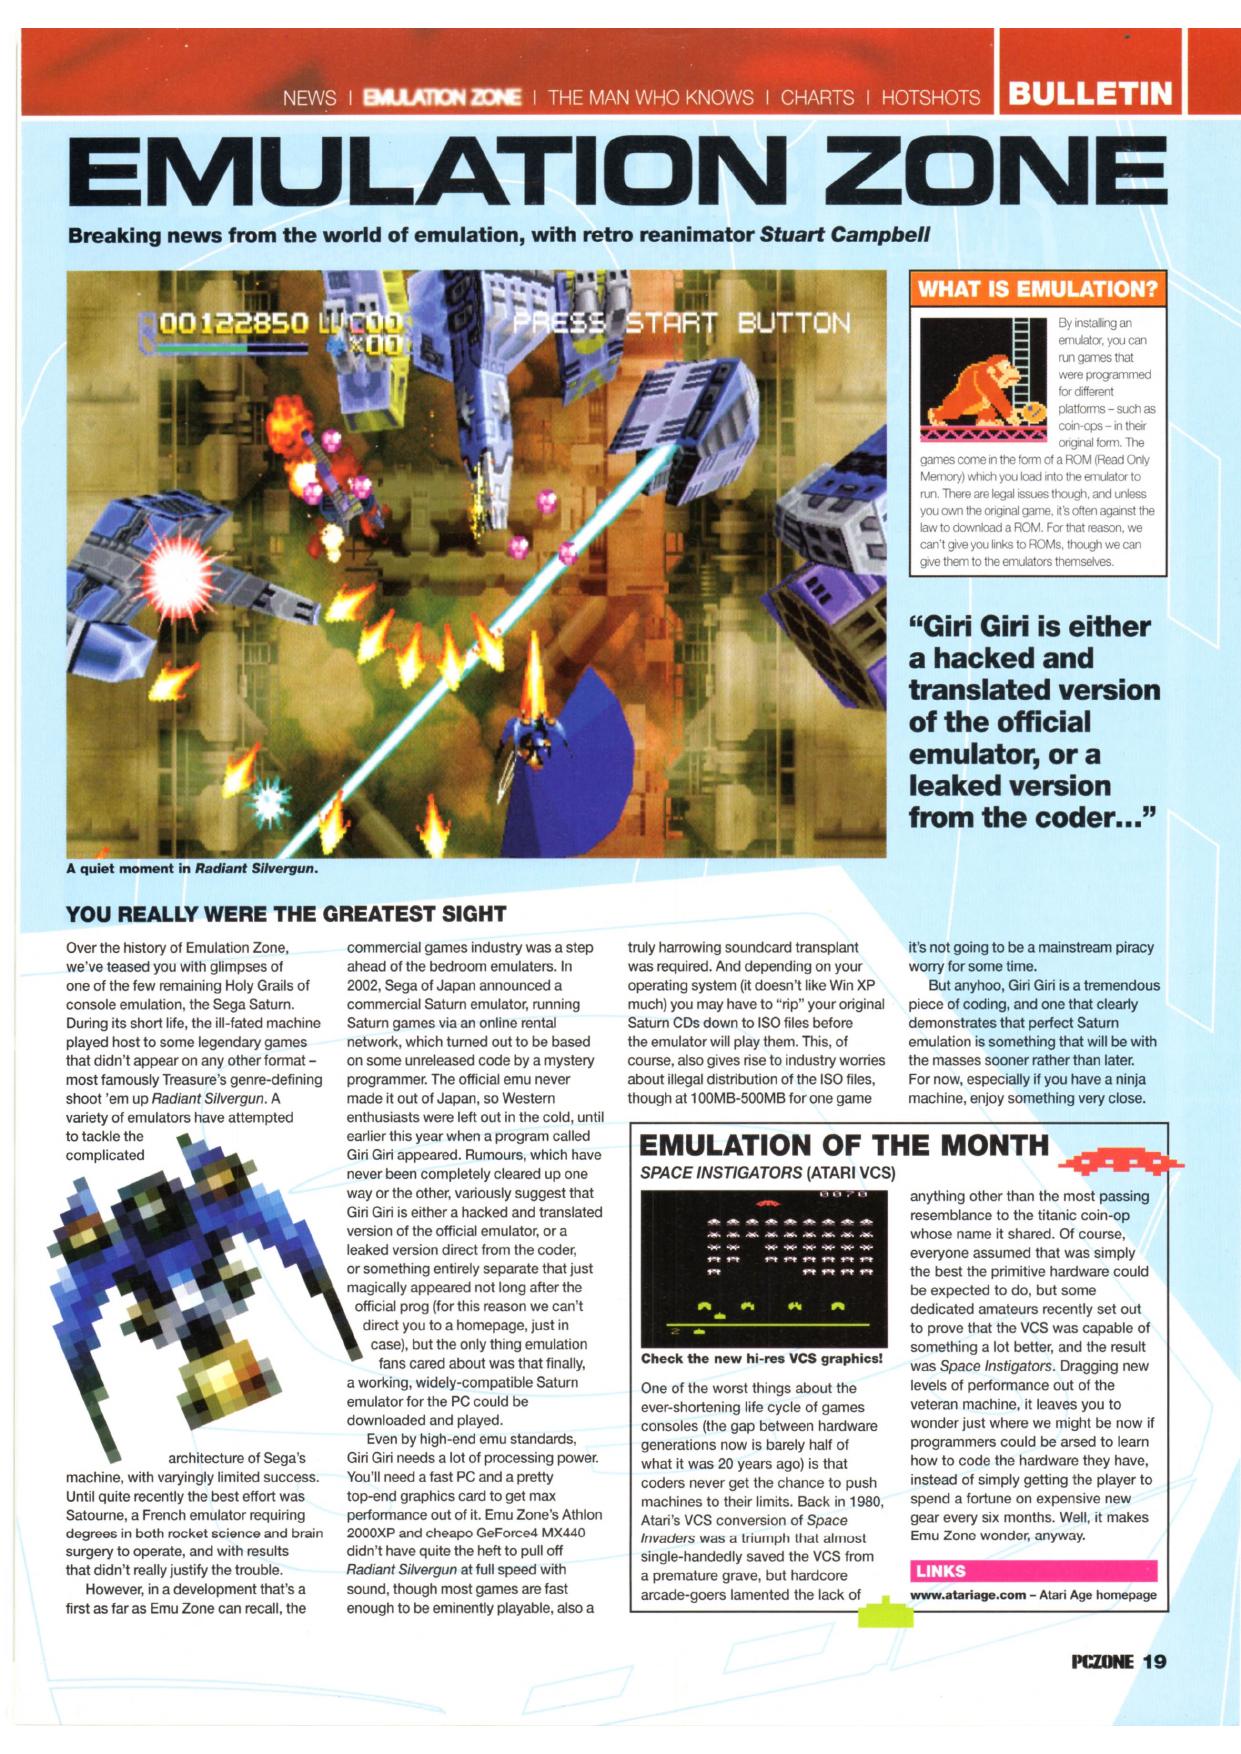 NEWS | EMULATION ZONE | THE MAN WHO KNOWS | CHARTS | HOTSHOTS
BULLETIN
EMULATION ZONE
Breaking news from the world of emulation, with retro reanimator Stuart Campbell
00122850 LVC00
x00
PRESS START BUTTON
A quiet moment in Radiant Silvergun.
WHAT IS EMULATION?
By installing an
emulator, you can
run games that
were programmed
for different
platforms – such as
coin-ops – in their
original form. The
games come in the form of a ROM (Read Only
Memory) which you load into the emulator to
run. There are legal issues though, and unless
you own the original game, it's often against the
law to download a ROM. For that reason, we
can't give you links to ROMs, though we can
give them to the emulators themselves.
“Giri Giri is either
a hacked and
translated version
of the official
emulator, or a
leaked version
from the coder...”
YOU REALLY WERE THE GREATEST SIGHT
Over the history of Emulation Zone,
we've teased you with glimpses of
one of the few remaining Holy Grails of
console emulation, the Sega Saturn.
During its short life, the ill-fated machine
played host to some legendary games
that didn't appear on any other format –
most famously Treasure's genre-defining
shoot 'em up Radiant Silvergun. A
variety of emulators have attempted
to tackle the
complicated
architecture of Sega's
machine, with varyingly limited success.
Until quite recently the best effort was
Satourne, a French emulator requiring
degrees in both rocket science and brain
surgery to operate, and with results
that didn't really justify the trouble.
However, in a development that's a
first as far as Emu Zone can recall, the
commercial games industry was a step
ahead of the bedroom emulaters. In
2002, Sega of Japan announced a
commercial Saturn emulator, running
Saturn games via an online rental
network, which turned out to be based
on some unreleased code by a mystery
programmer. The official emu never
made it out of Japan, so Western
enthusiasts were left out in the cold, until
earlier this year when a program called
Giri Giri appeared. Rumours, which have
never been completely cleared up one
way or the other, variously suggest that
Giri Giri is either a hacked and translated
version of the official emulator, or a
leaked version direct from the coder,
or something entirely separate that just
magically appeared not long after the
official prog (for this reason we can't
direct you to a homepage, just in
case), but the only thing emulation
fans cared about was that finally,
a working, widely-compatible Saturn
emulator for the PC could be
downloaded and played.
Even by high-end emu standards,
Giri Giri needs a lot of processing power.
You'll need a fast PC and a pretty
top-end graphics card to get max
performance out of it. Emu Zone's Athlon
2000XP and cheapo GeForce4 MX440
didn't have quite the heft to pull off
Radiant Silvergun at full speed with
sound, though most games are fast
enough to be eminently playable, also a
truly harrowing soundcard transplant
was required. And depending on your
operating system (it doesn't like Win XP
much) you may have to “rip” your original
Saturn CDs down to ISO files before
the emulator will play them. This, of
course, also gives rise to industry worries
about illegal distribution of the ISO files,
though at 100MB-500MB for one game
it's not going to be a mainstream piracy
worry for some time.
But anyhoo, Giri Giri is a tremendous
piece of coding, and one that clearly
demonstrates that perfect Saturn
emulation is something that will be with
the masses sooner rather than later.
For now, especially if you have a ninja
machine, enjoy something very close.
EMULATION OF THE MONTH
SPACE INSTIGATORS (ATARI VCS)
0070
2
Check the new hi-res VCS graphics!
One of the worst things about the
ever-shortening life cycle of games
consoles (the gap between hardware
generations now is barely half of
what it was 20 years ago) is that
coders never get the chance to push
machines to their limits. Back in 1980,
Atari's VCS conversion of Space
Invaders was a triumph that almost
single-handedly saved the VCS from
a premature grave, but hardcore
arcade-goers lamented the lack of
anything other than the most passing
resemblance to the titanic coin-op
whose name it shared. Of course,
everyone assumed that was simply
the best the primitive hardware could
be expected to do, but some
dedicated amateurs recently set out
to prove that the VCS was capable of
something a lot better, and the result
was Space Instigators. Dragging new
levels of performance out of the
veteran machine, it leaves you to
wonder just where we might be now if
programmers could be arsed to learn
how to code the hardware they have,
instead of simply getting the player to
spend a fortune on expensive new
gear every six months. Well, it makes
Emu Zone wonder, anyway.
LINKS
www.atariage.com – Atari Age homepage
PCZONE 19